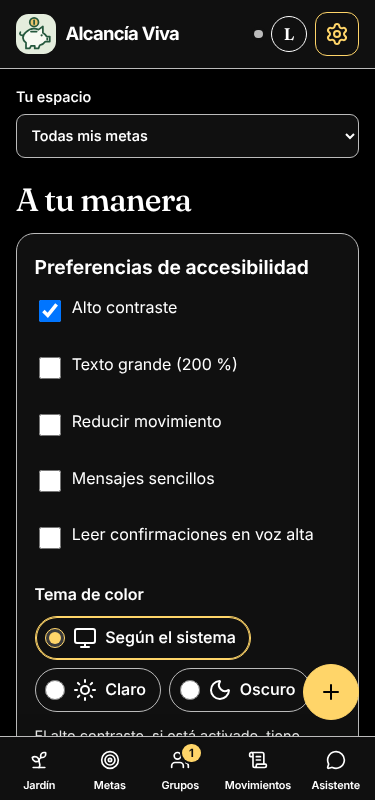 Alcancía Viva
L
Tu espacio
Todas mis metas
A tu manera
Preferencias de accesibilidad
Alto contraste
Texto grande (200 %)
Reducir movimiento
Mensajes sencillos
Leer confirmaciones en voz alta
Tema de color
Según el sistema
Claro
Oscuro
El alto contraste, si está activado, tiene
1
Jardín
Metas
Grupos
Movimientos
Asistente